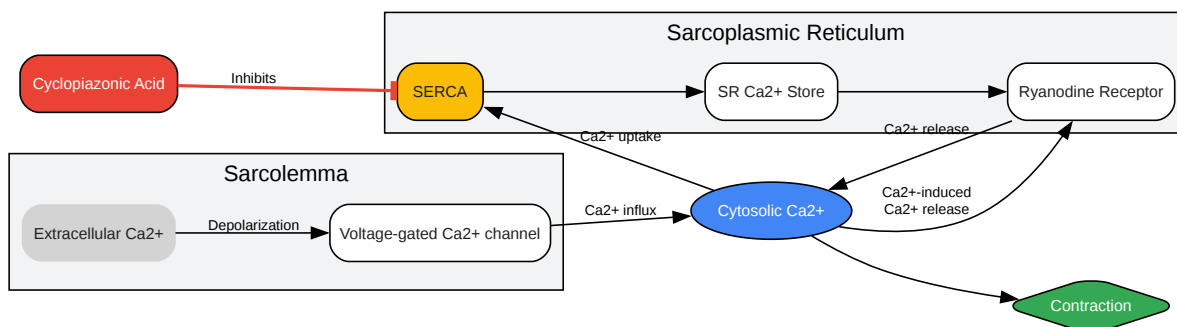 Sarcoplasmic Reticulum
Cyclopiazonic Acid
Inhibits
SERCA
SR Ca2+ Store
Ryanodine Receptor
Ca2+ uptake
Ca2+ release
Sarcolemma
Extracellular Ca2+
Depolarization
Voltage-gated Ca2+ channel
Ca2+ influx
Cytosolic Ca2+
Ca2+-induced
Ca2+ release
Contraction